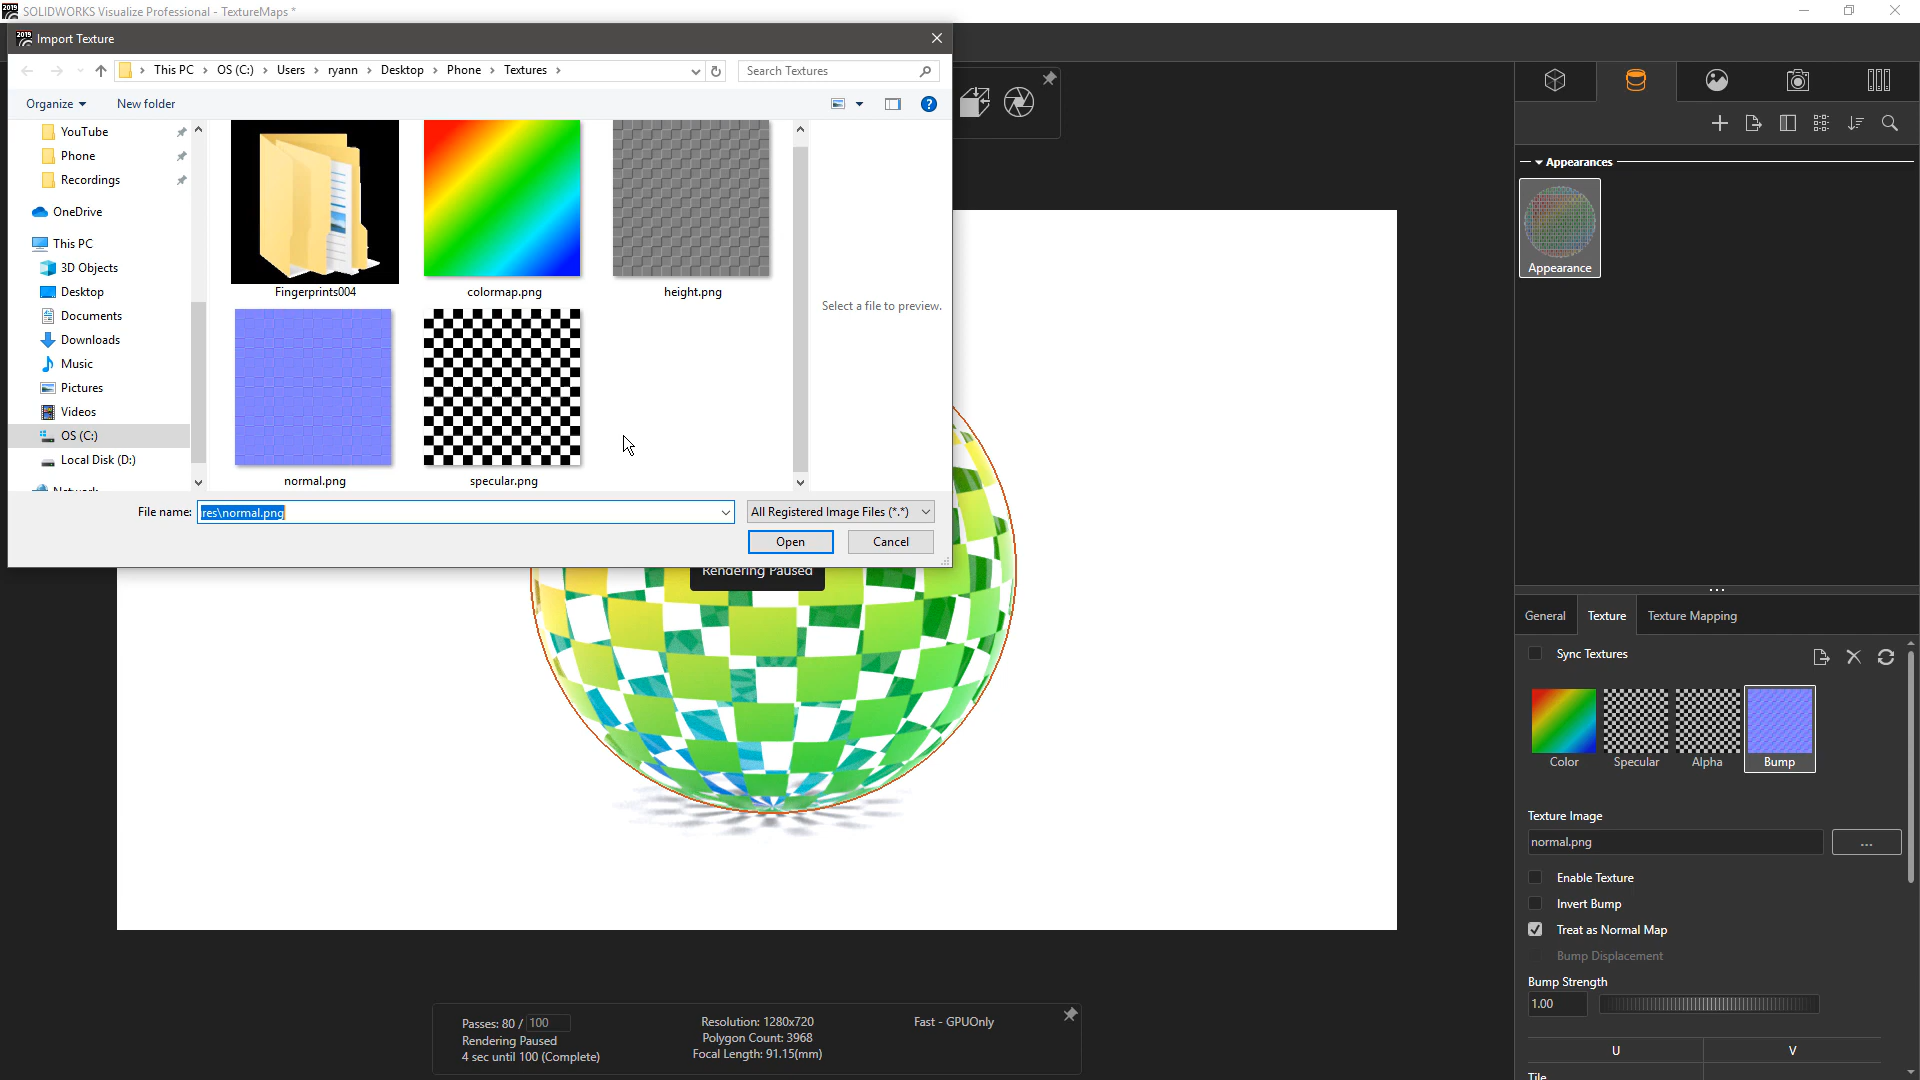 2019 SOLIDWORKS Visualize Professional - TextureMaps *
2019 Import Texture
This PC > OS (C:) > Users > ryann > Desktop > Phone > Textures >
Search Textures
Organize
New folder
YouTube
Phone
Recordings
OneDrive
This PC
3D Objects
Desktop
Documents
Downloads
Music
Pictures
Videos
OS (C:)
Local Disk (D:)
Fingerprints004
colormap.png
height.png
normal.png
specular.png
Select a file to preview.
File name:
res\normal.png
All Registered Image Files (*.*)
Open
Cancel
Rendering Paused
Appearances
Appearance
General
Texture
Texture Mapping
Sync Textures
Color
Specular
Alpha
Bump
Texture Image
normal.png
...
Enable Texture
Invert Bump
Treat as Normal Map
Bump Displacement
Bump Strength
1.00
U
V
Tile
Passes: 80 / 100
Rendering Paused
4 sec until 100 (Complete)
Resolution: 1280x720
Polygon Count: 3968
Focal Length: 91.15(mm)
Fast - GPUOnly